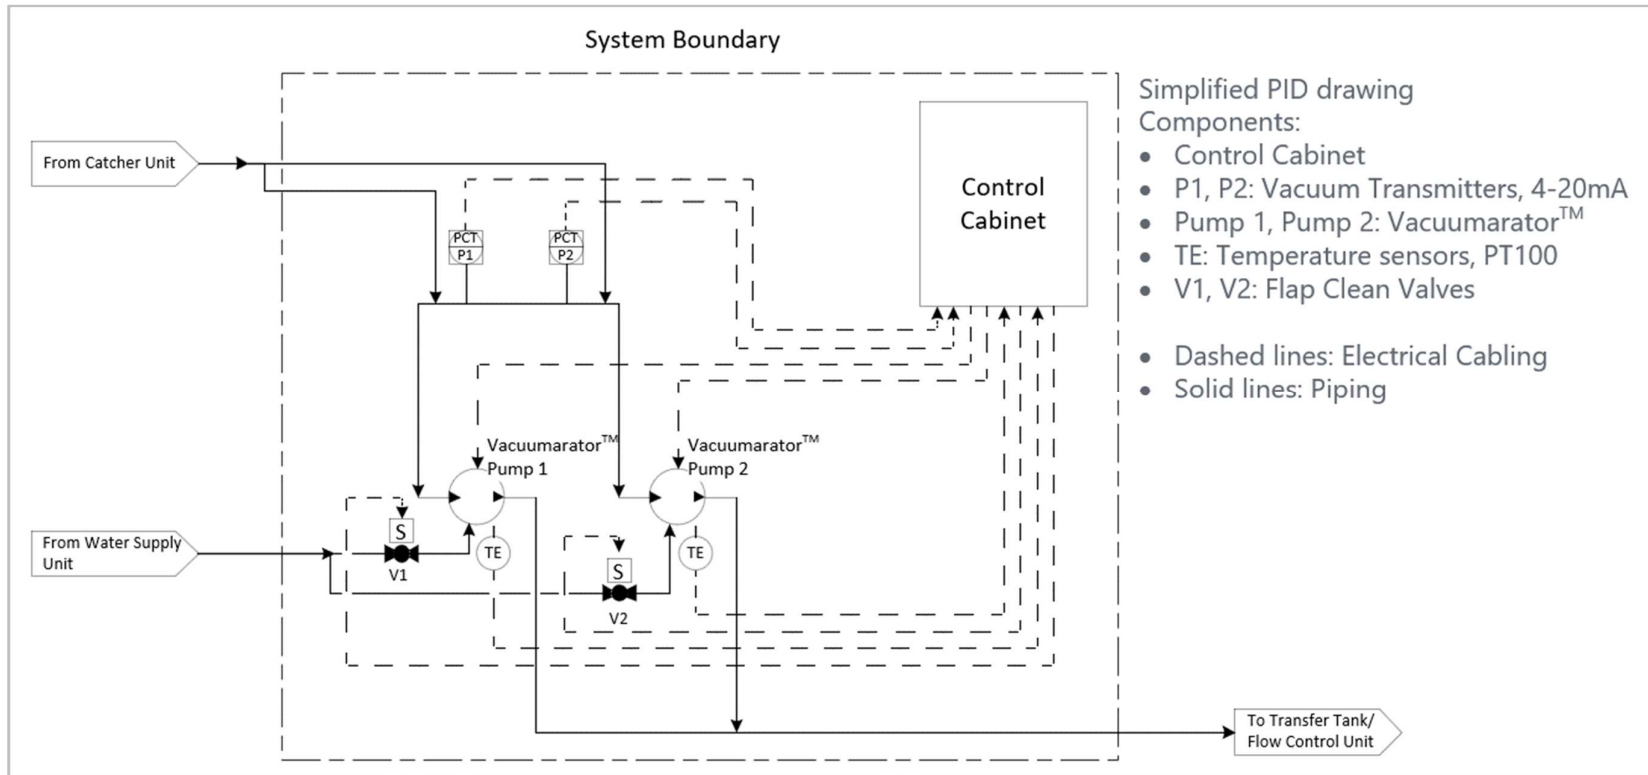 System Boundary
From Catcher Unit
PCT
P1
PCT
P2
Control
Cabinet
Vacuumarator™
Pump 1
Vacuumarator™
Pump 2
From Water Supply
Unit
S
V1
TE
S
V2
TE
To Transfer Tank/
Flow Control Unit
Simplified PID drawing
Components:
• Control Cabinet
• P1, P2: Vacuum Transmitters, 4-20mA
• Pump 1, Pump 2: Vacuumarator™
• TE: Temperature sensors, PT100
• V1, V2: Flap Clean Valves
• Dashed lines: Electrical Cabling
• Solid lines: Piping